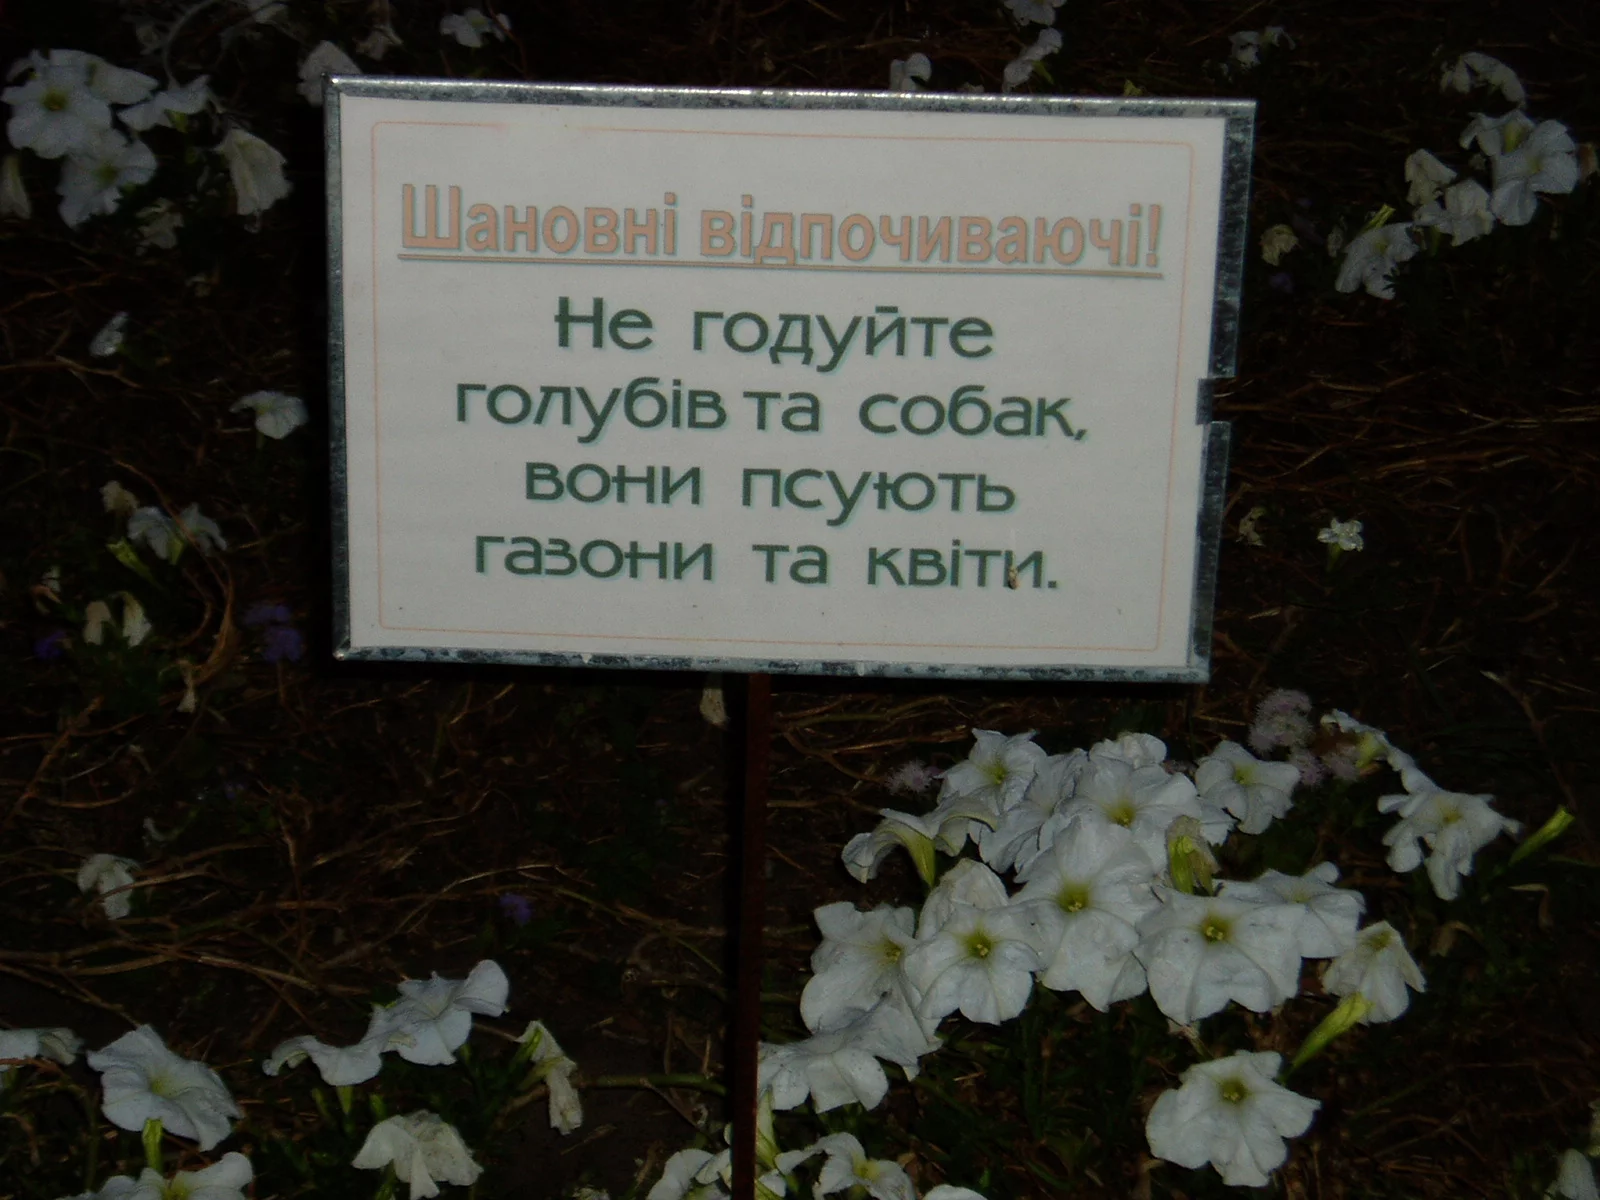 Шановні відпочиваючі!
Не годуйте
голубів та собак,
вони псують
газони та квіти.